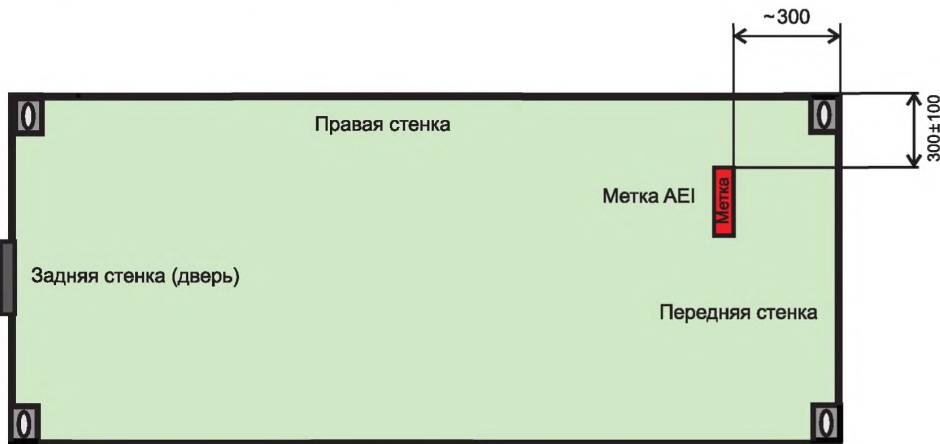 ~300
300±100
Правая стенка
Метка AEI
Метка
Задняя стенка (дверь)
Передняя стенка